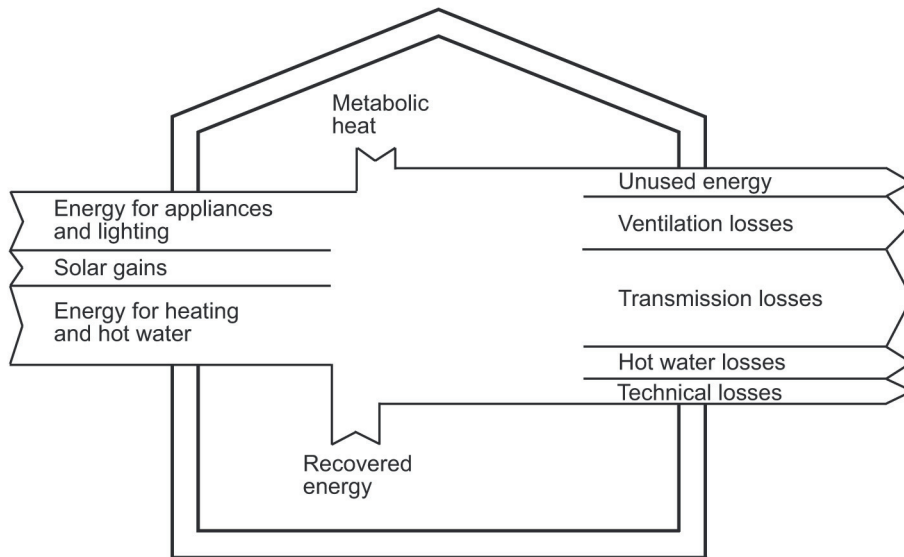 Metabolic
heat
Energy for appliances
and lighting
Solar gains
Energy for heating
and hot water
Recovered
energy
Unused energy
Ventilation losses
Transmission losses
Hot water losses
Technical losses